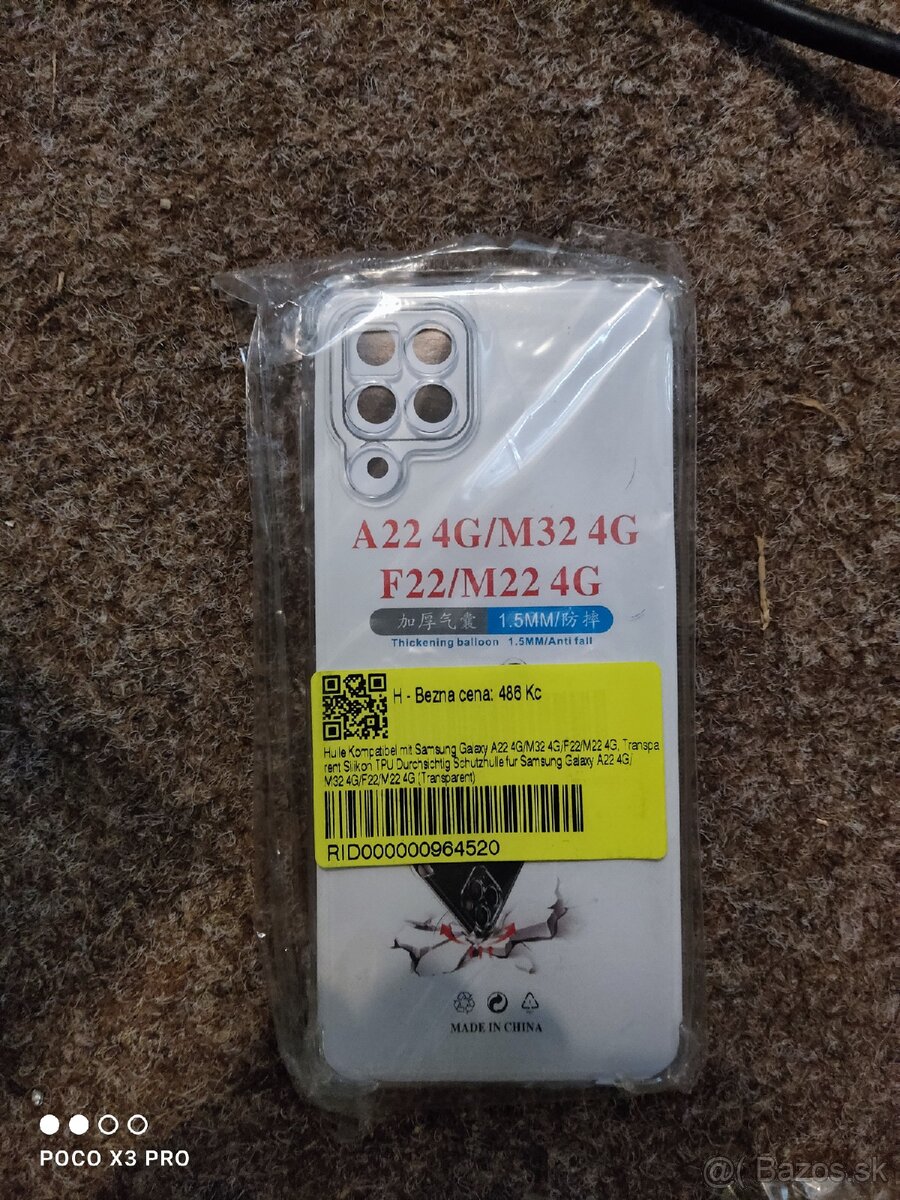 A22 4G/M32 4G
F22/M22 4G
加厚气囊 1.5MM/防摔
Thickening balloon 1.5MM/Anti fall
H - Bezna cena: 486 Kc
Hulle Kompatibel mit Samsung Galaxy A22 4G/M32 4G/F22/M22 4G, Transpa
rent Silikon TPU Durchsichtig Schutzhulle fur Samsung Galaxy A22 4G/
M32 4G/F22/M22 4G (Transparent)
RID000000964520
MADE IN CHINA
POCO X3 PRO
@( Bazos.sk